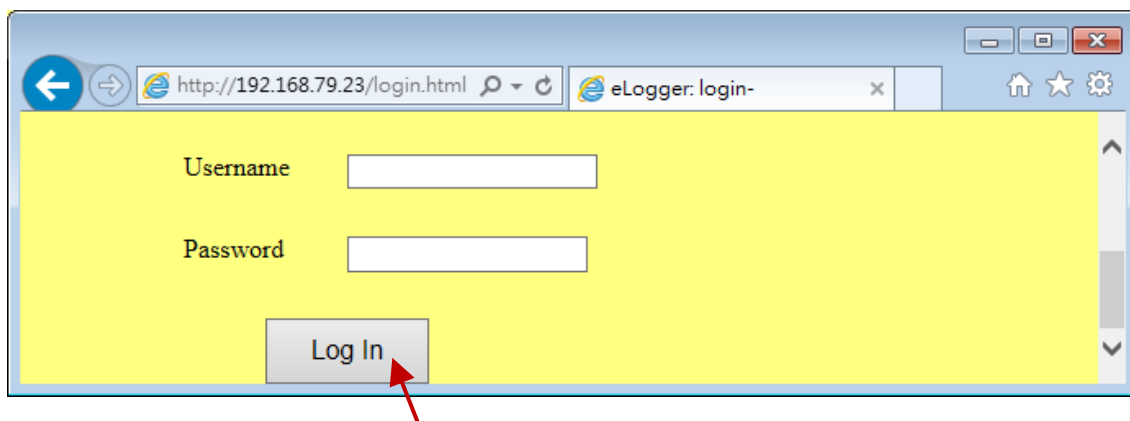 http://192.168.79.23/login.html
eLogger: login-
Username
Password
Log In